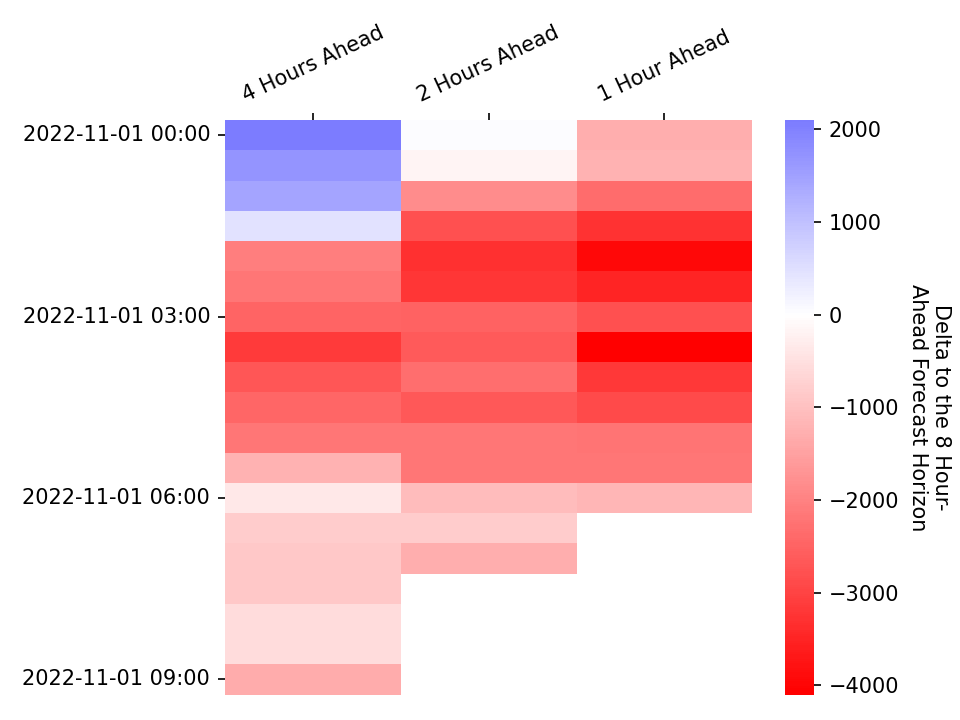 4 Hours Ahead
2 Hours Ahead
1 Hour Ahead
2022-11-01 00:00
2022-11-01 03:00
2022-11-01 06:00
2022-11-01 09:00
2000
1000
0
−1000
−2000
−3000
−4000
Delta to the 8 Hour-
Ahead Forecast Horizon